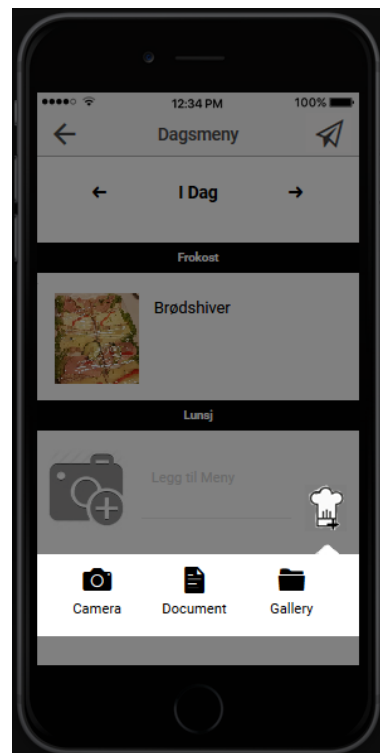 12:34 PM 100%
Dagsmeny
I Dag
Frokost
Brødshiver
Lunsj
Legg til Meny
Camera Document Gallery